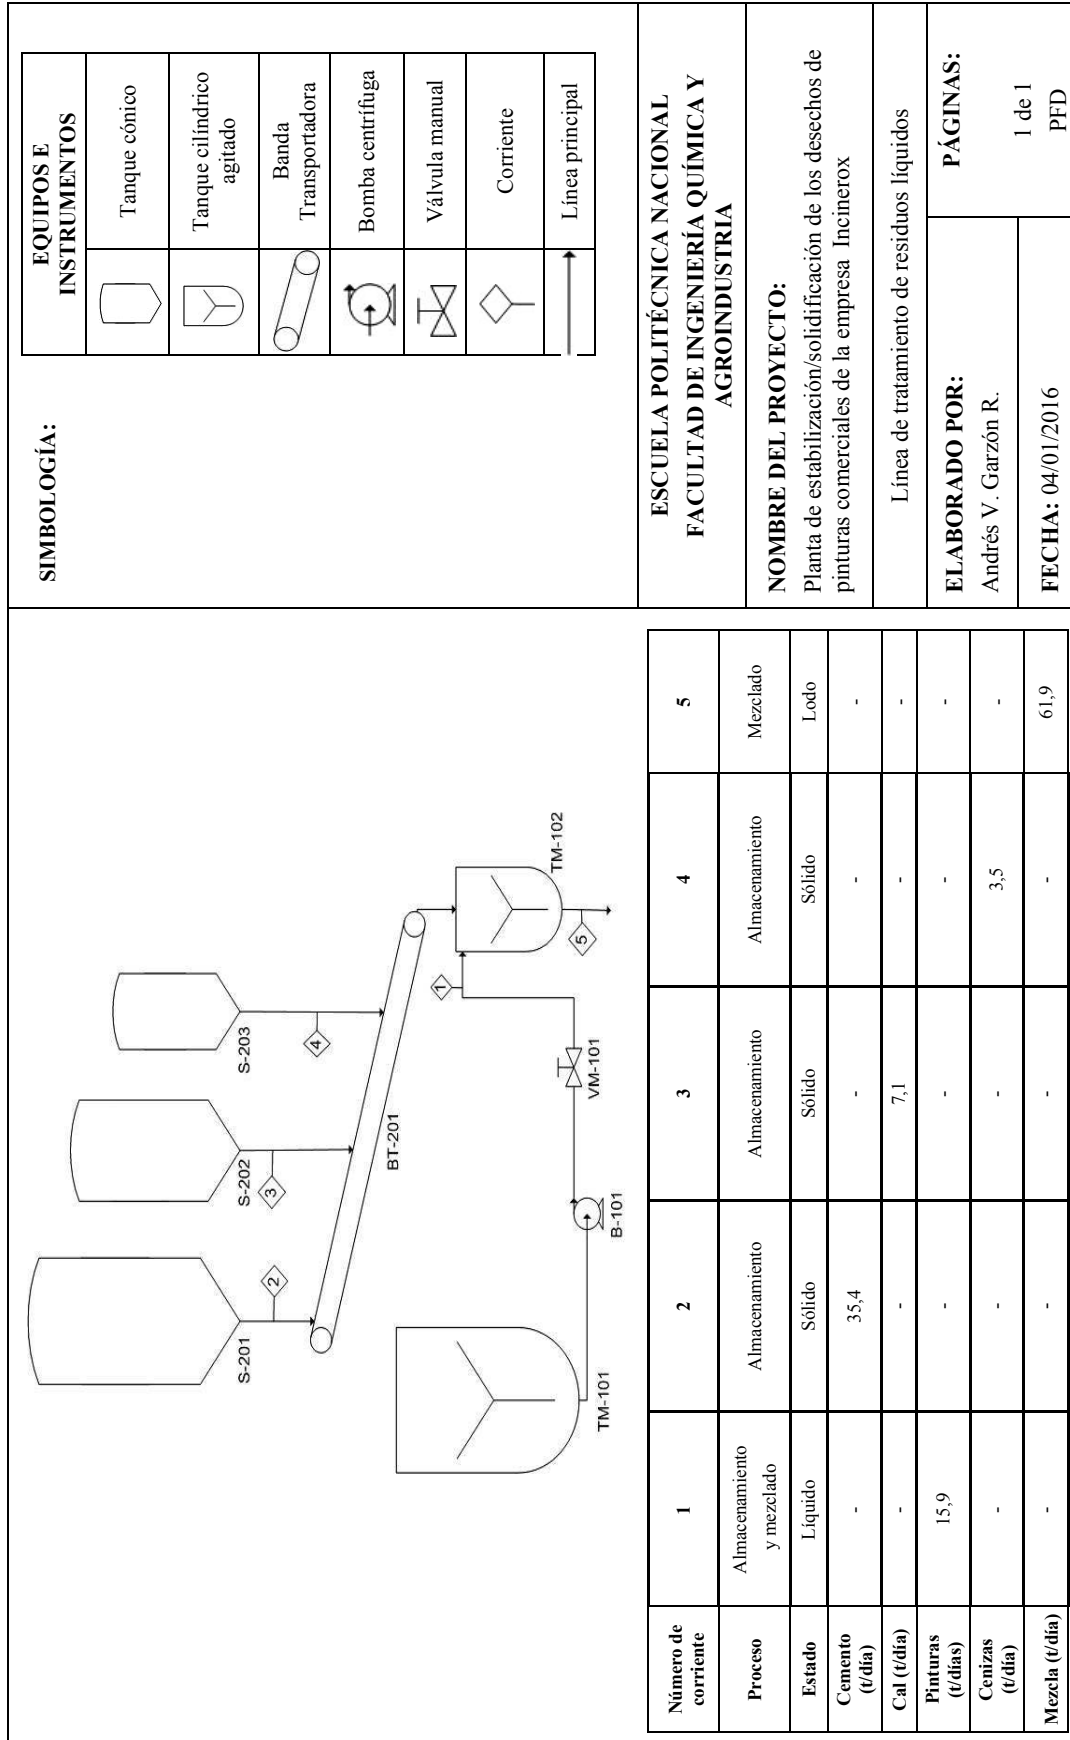 SIMBOLOGÍA:
EQUIPOS E
INSTRUMENTOS
Tanque cónico
Tanque cilíndrico
agitado
Banda
Transportadora
Bomba centrífuga
Válvula manual
Corriente
Línea principal
S-201
2
S-202
3
S-203
4
BT-201
TM-101
B-101
VM-101
1
TM-102
5
Número de
corriente
1
2
3
4
5
Proceso
Almacenamiento
y mezclado
Almacenamiento
Almacenamiento
Almacenamiento
Mezclado
Estado
Líquido
Sólido
Sólido
Sólido
Lodo
Cemento
(t/día)
-
35,4
-
-
-
Cal (t/día)
-
-
7,1
-
-
Pinturas
(t/días)
15,9
-
-
-
-
Cenizas
(t/día)
-
-
-
3,5
-
Mezcla (t/día)
-
-
-
-
61,9
ESCUELA POLITÉCNICA NACIONAL
FACULTAD DE INGENIERÍA QUÍMICA Y
AGROINDUSTRIA
NOMBRE DEL PROYECTO:
Planta de estabilización/solidificación de los desechos de
pinturas comerciales de la empresa Incinerox
Línea de tratamiento de residuos líquidos
ELABORADO POR:
Andrés V. Garzón R.
FECHA: 04/01/2016
PÁGINAS:
1 de 1
PFD